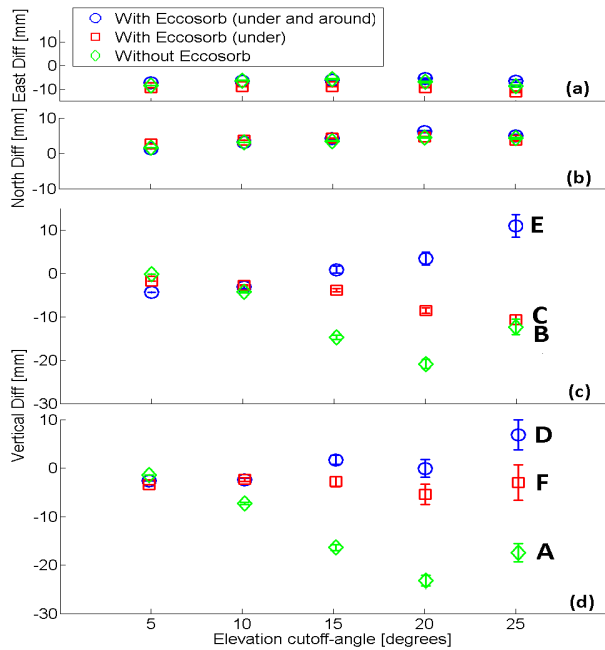 With Eccosorb (under and around)
With Eccosorb (under)
Without Eccosorb
East Diff [mm]
10
0
-10
(a)
North Diff [mm]
10
0
-10
(b)
Vertical Diff [mm]
10
0
-10
-20
-30
E
C
B
(c)
10
0
-10
-20
-30
D
F
A
(d)
5 10 15 20 25
Elevation cutoff-angle [degrees]